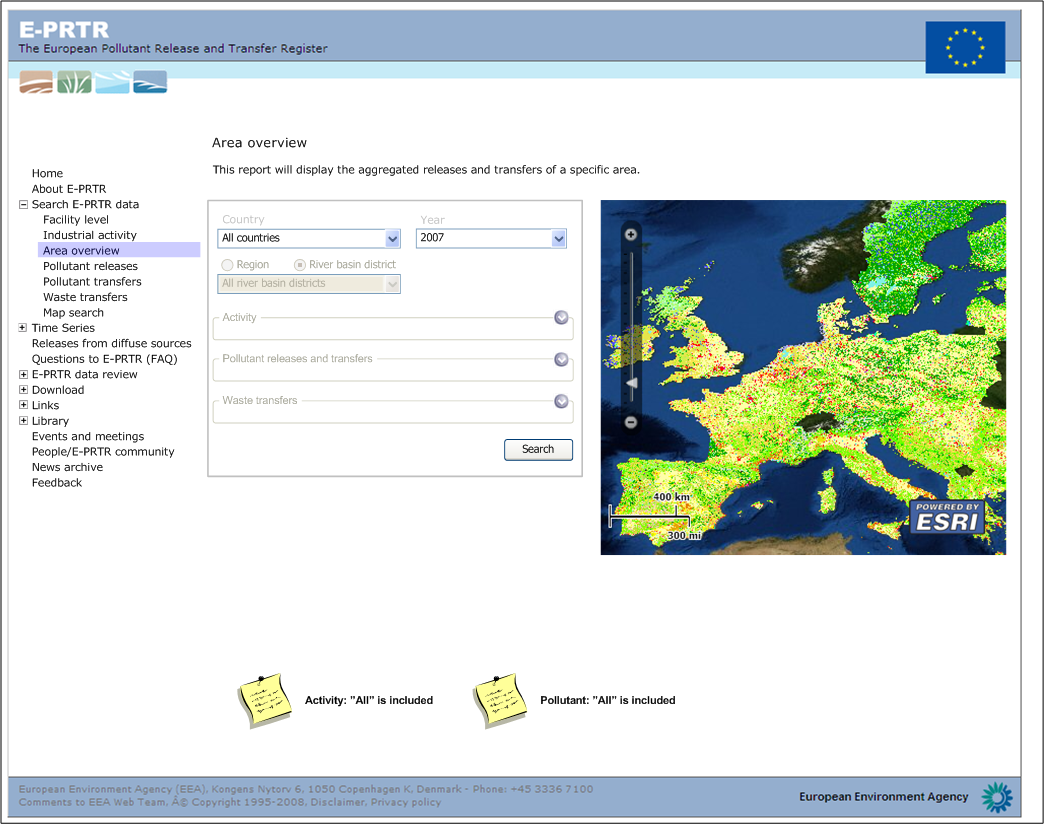 E-PRTR
The European Pollutant Release and Transfer Register
Area overview
This report will display the aggregated releases and transfers of a specific area.
Home
About E-PRTR
Search E-PRTR data
Facility level
Industrial activity
Area overview
Pollutant releases
Pollutant transfers
Waste transfers
Map search
Time Series
Releases from diffuse sources
Questions to E-PRTR (FAQ)
E-PRTR data review
Download
Links
Library
Events and meetings
People/E-PRTR community
News archive
Feedback
Country Year
All countries 2007
Region River basin district
All river basin districts
Activity
Pollutant releases and transfers
Waste transfers
Search
400 km
300 mi
POWERED BY
ESRI
Activity: "All" is included Pollutant: "All" is included
European Environment Agency (EEA), Kongens Nytorv 6, 1050 Copenhagen K, Denmark - Phone: +45 3336 7100
Comments to EEA Web Team, Â© Copyright 1995-2008. Disclaimer. Privacy policy
European Environment Agency